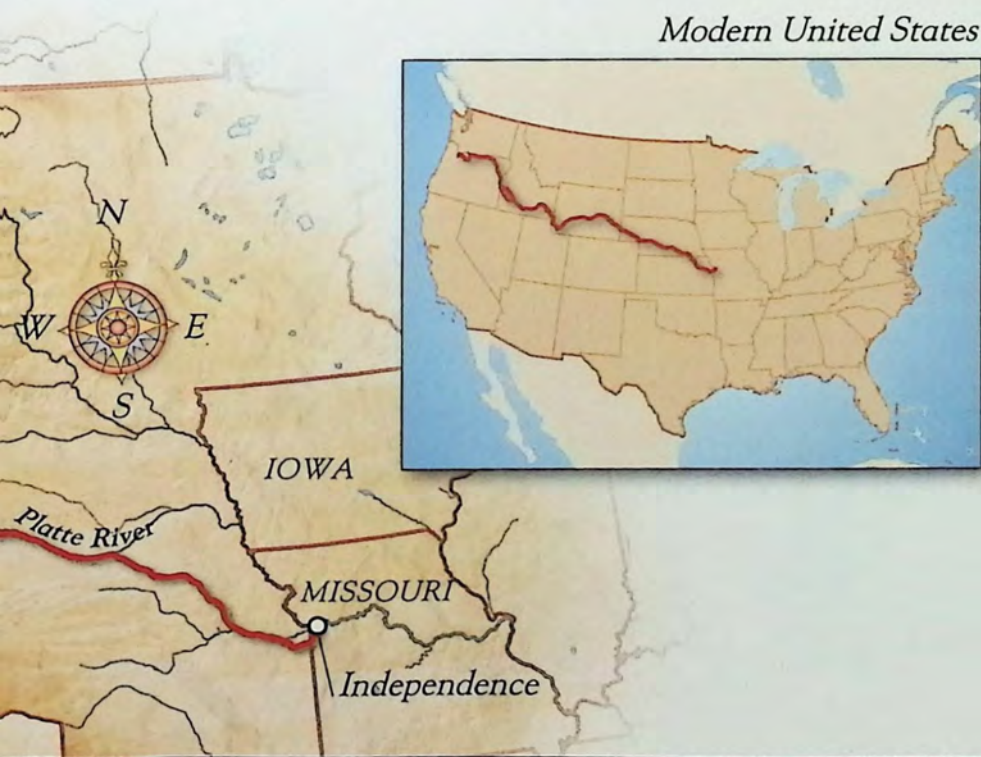 Modern United States
N
W
E
S
IOWA
Platte River
MISSOURI
Independence